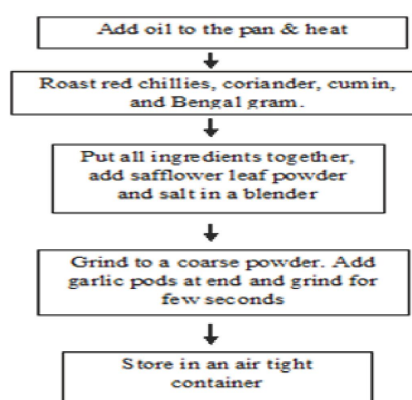 Add oil to the pan & heat
Roast red chillies, coriander, cumin,
and Bengal gram.
Put all ingredients together,
add safflower leaf powder
and salt in a blender
Grind to a coarse powder. Add
garlic pods at end and grind for
few seconds
Store in an air tight
container